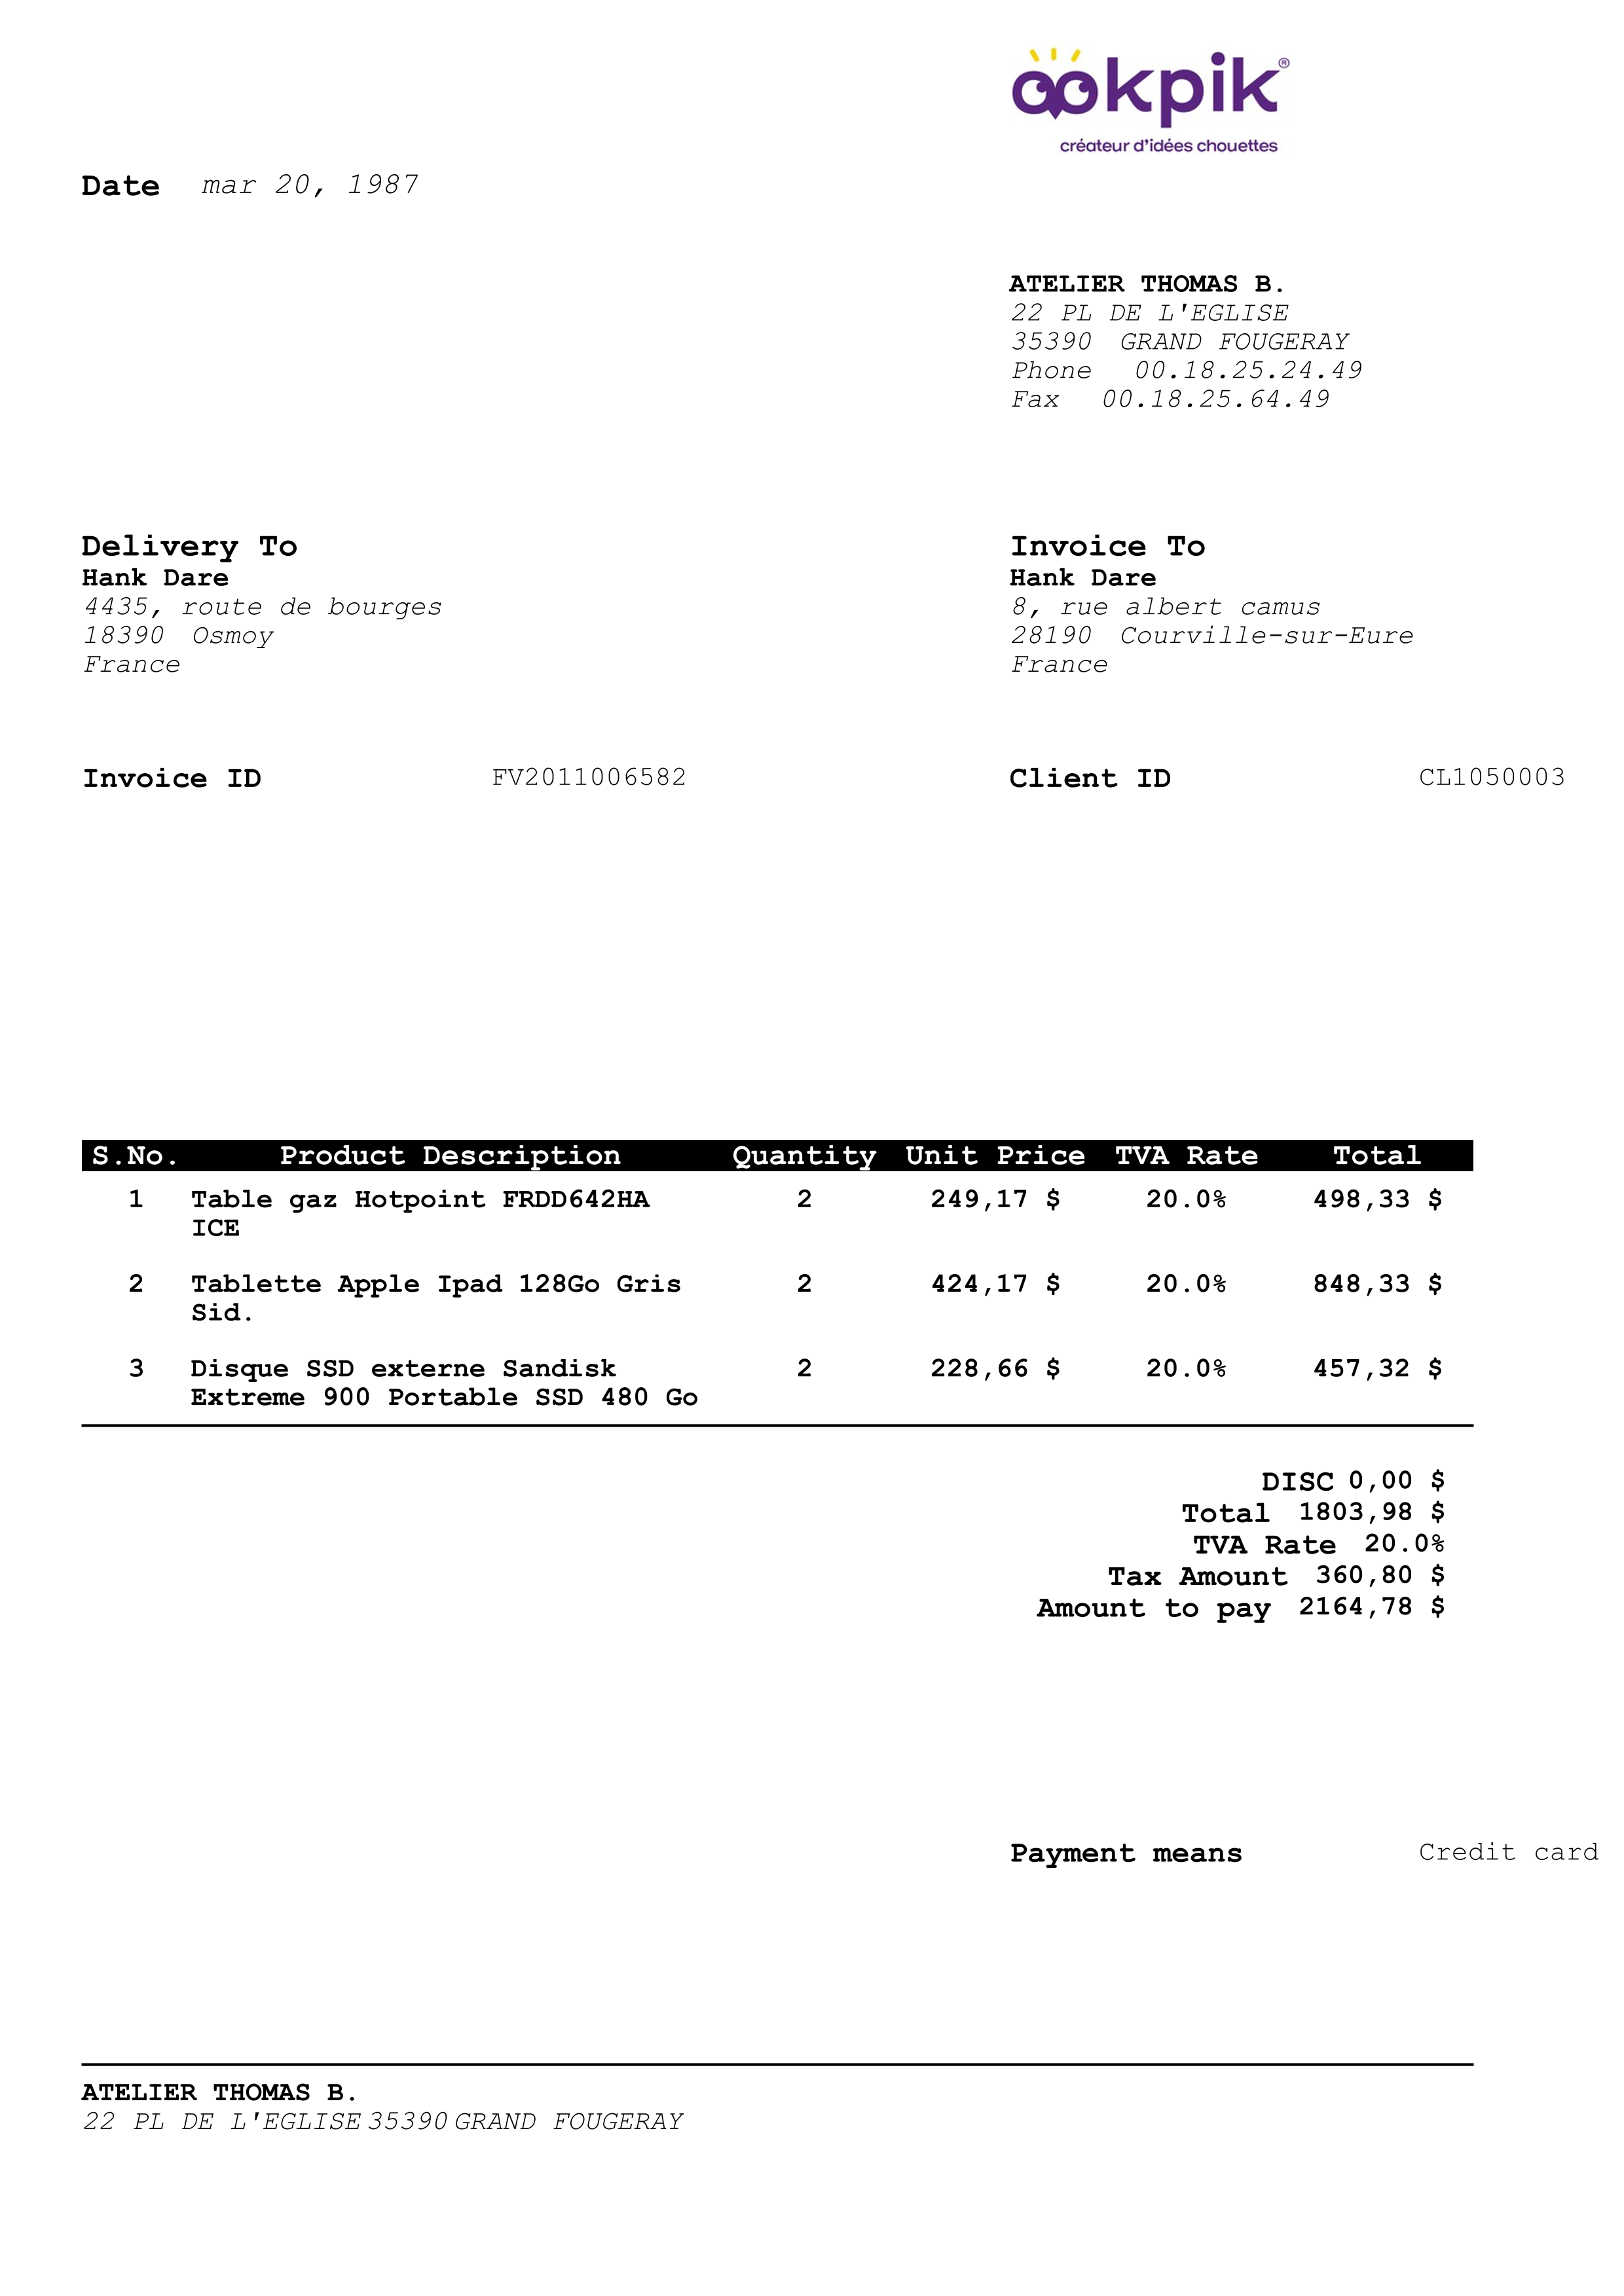 ookpik®
créateur d'idées chouettes
Date mar 20, 1987
ATELIER THOMAS B.
22 PL DE L'EGLISE
35390 GRAND FOUGERAY
Phone 00.18.25.24.49
Fax 00.18.25.64.49
Delivery To
Hank Dare
4435, route de bourges
18390 Osmoy
France
Invoice To
Hank Dare
8, rue albert camus
28190 Courville-sur-Eure
France
Invoice ID FV2011006582
Client ID CL1050003
S.No. Product Description Quantity Unit Price TVA Rate Total
1 Table gaz Hotpoint FRDD642HA 2 249,17 $ 20.0% 498,33 $
ICE
2 Tablette Apple Ipad 128Go Gris 2 424,17 $ 20.0% 848,33 $
Sid.
3 Disque SSD externe Sandisk 2 228,66 $ 20.0% 457,32 $
Extreme 900 Portable SSD 480 Go
DISC 0,00 $
Total 1803,98 $
TVA Rate 20.0%
Tax Amount 360,80 $
Amount to pay 2164,78 $
Payment means Credit card
ATELIER THOMAS B.
22 PL DE L'EGLISE 35390 GRAND FOUGERAY